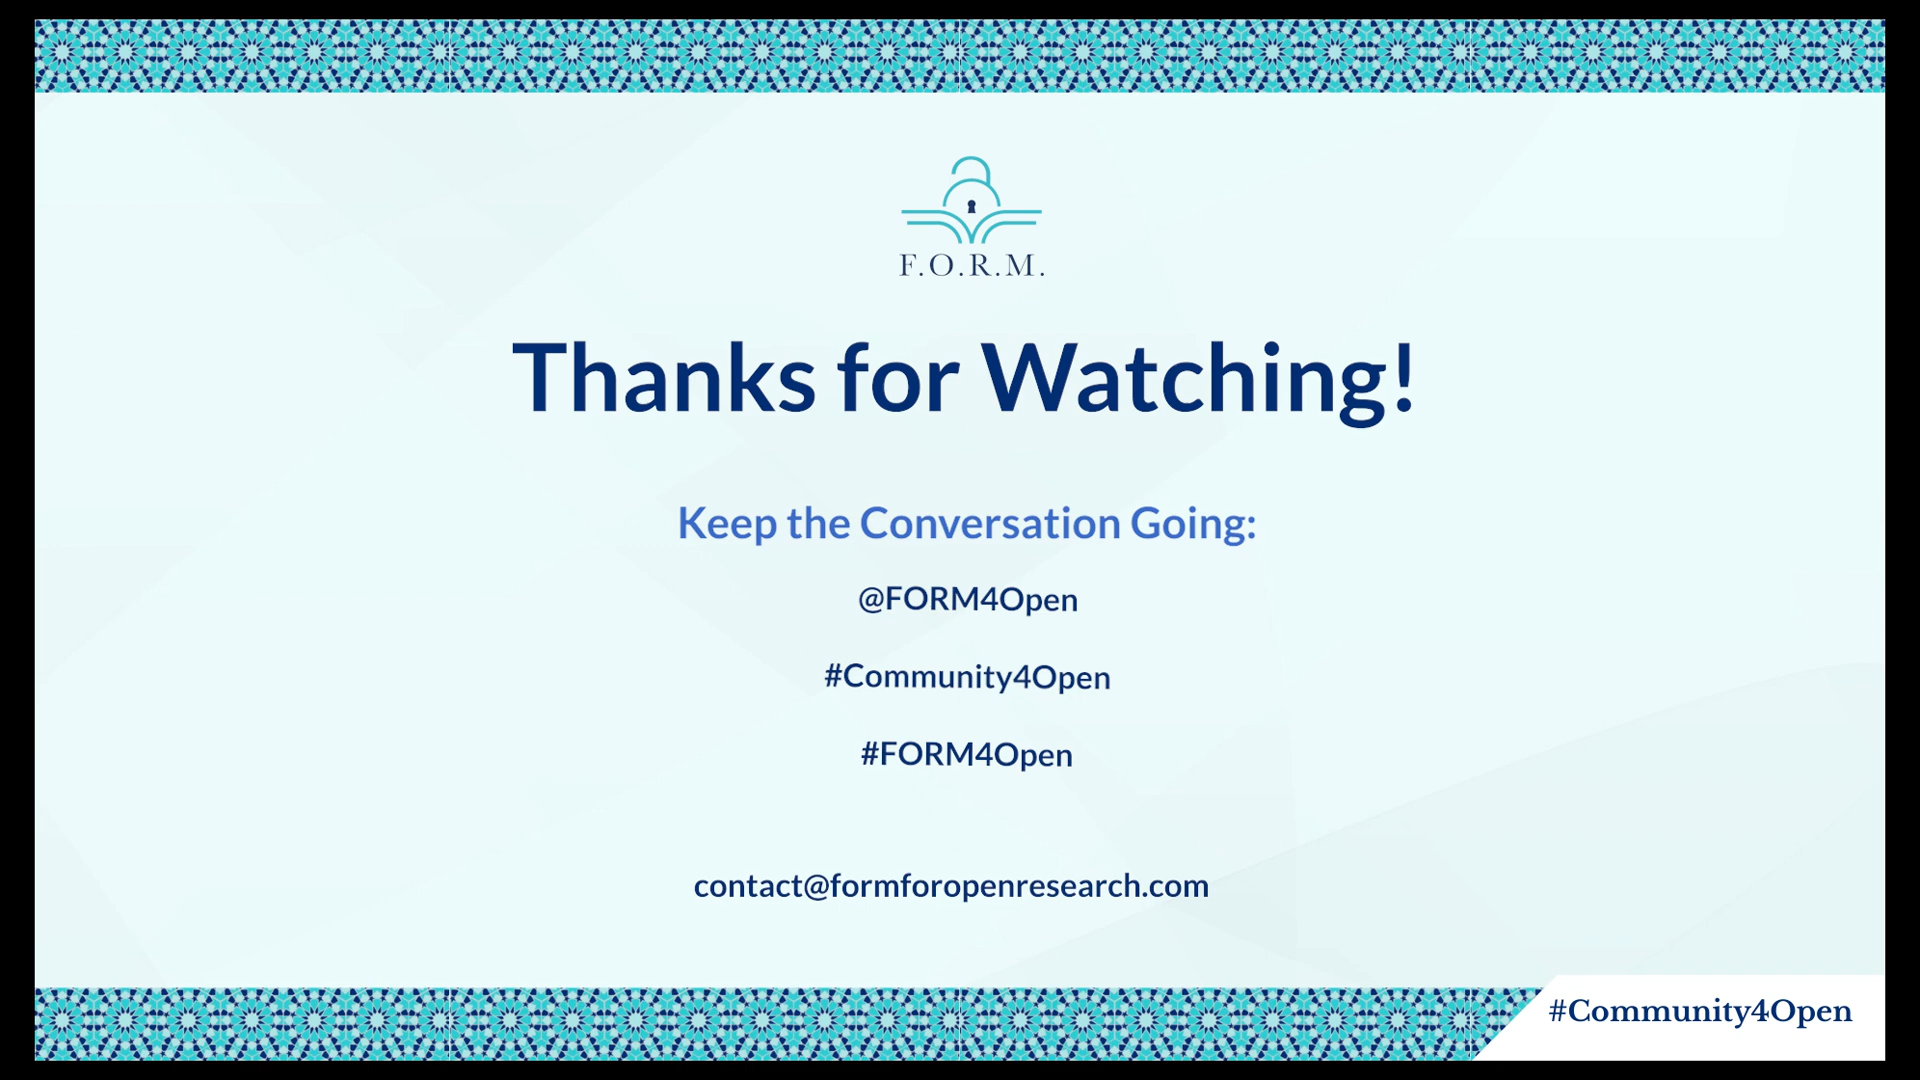 F.O.R.M.
Thanks for Watching!
Keep the Conversation Going:
@FORM4Open
#Community4Open
#FORM4Open
contact@formforopenresearch.com
#Community4Open